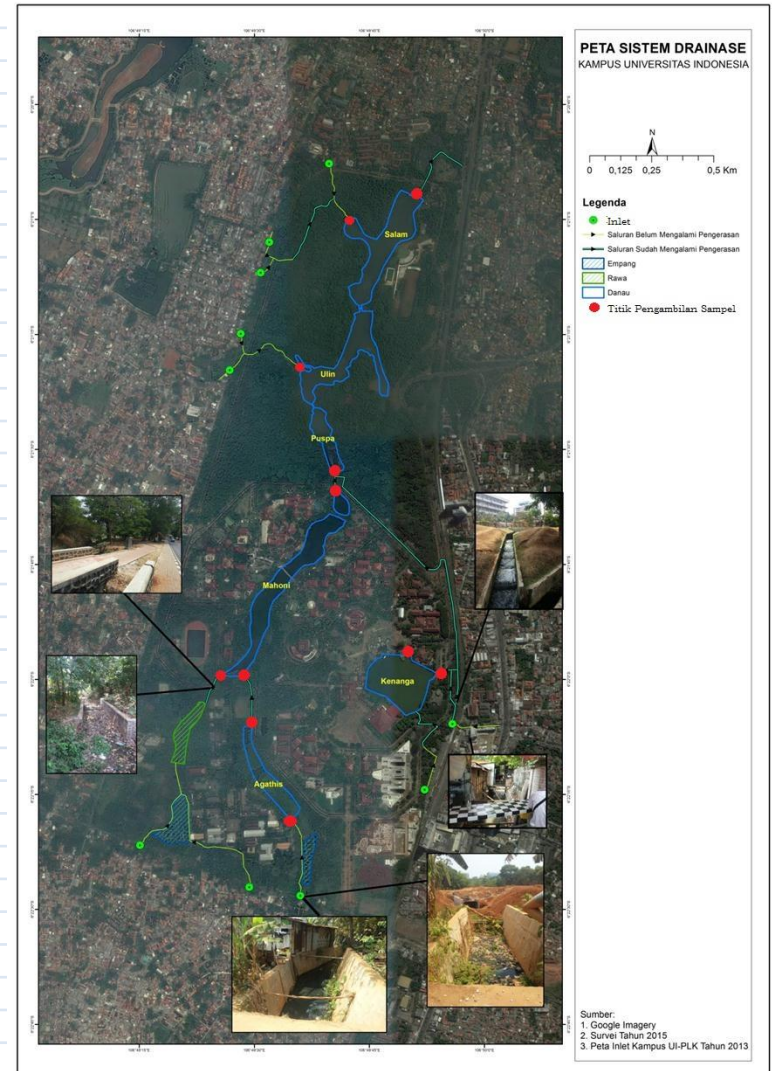 PETA SISTEM DRAINASE
KAMPUS UNIVERSITAS INDONESIA
N
0 0,125 0,25 0,5 Km
Legenda
Inlet
Saluran Belum Mengalami Pengerasan
Saluran Sudah Mengalami Pengerasan
Empang
Rawa
Danau
Titik Pengambilan Sampel
Salam
Ulin
Puspa
Mahoni
Kenanga
Agathis
Sumber:
1. Google Imagery
2. Survei Tahun 2015
3. Peta Inlet Kampus UI-PLK Tahun 2013